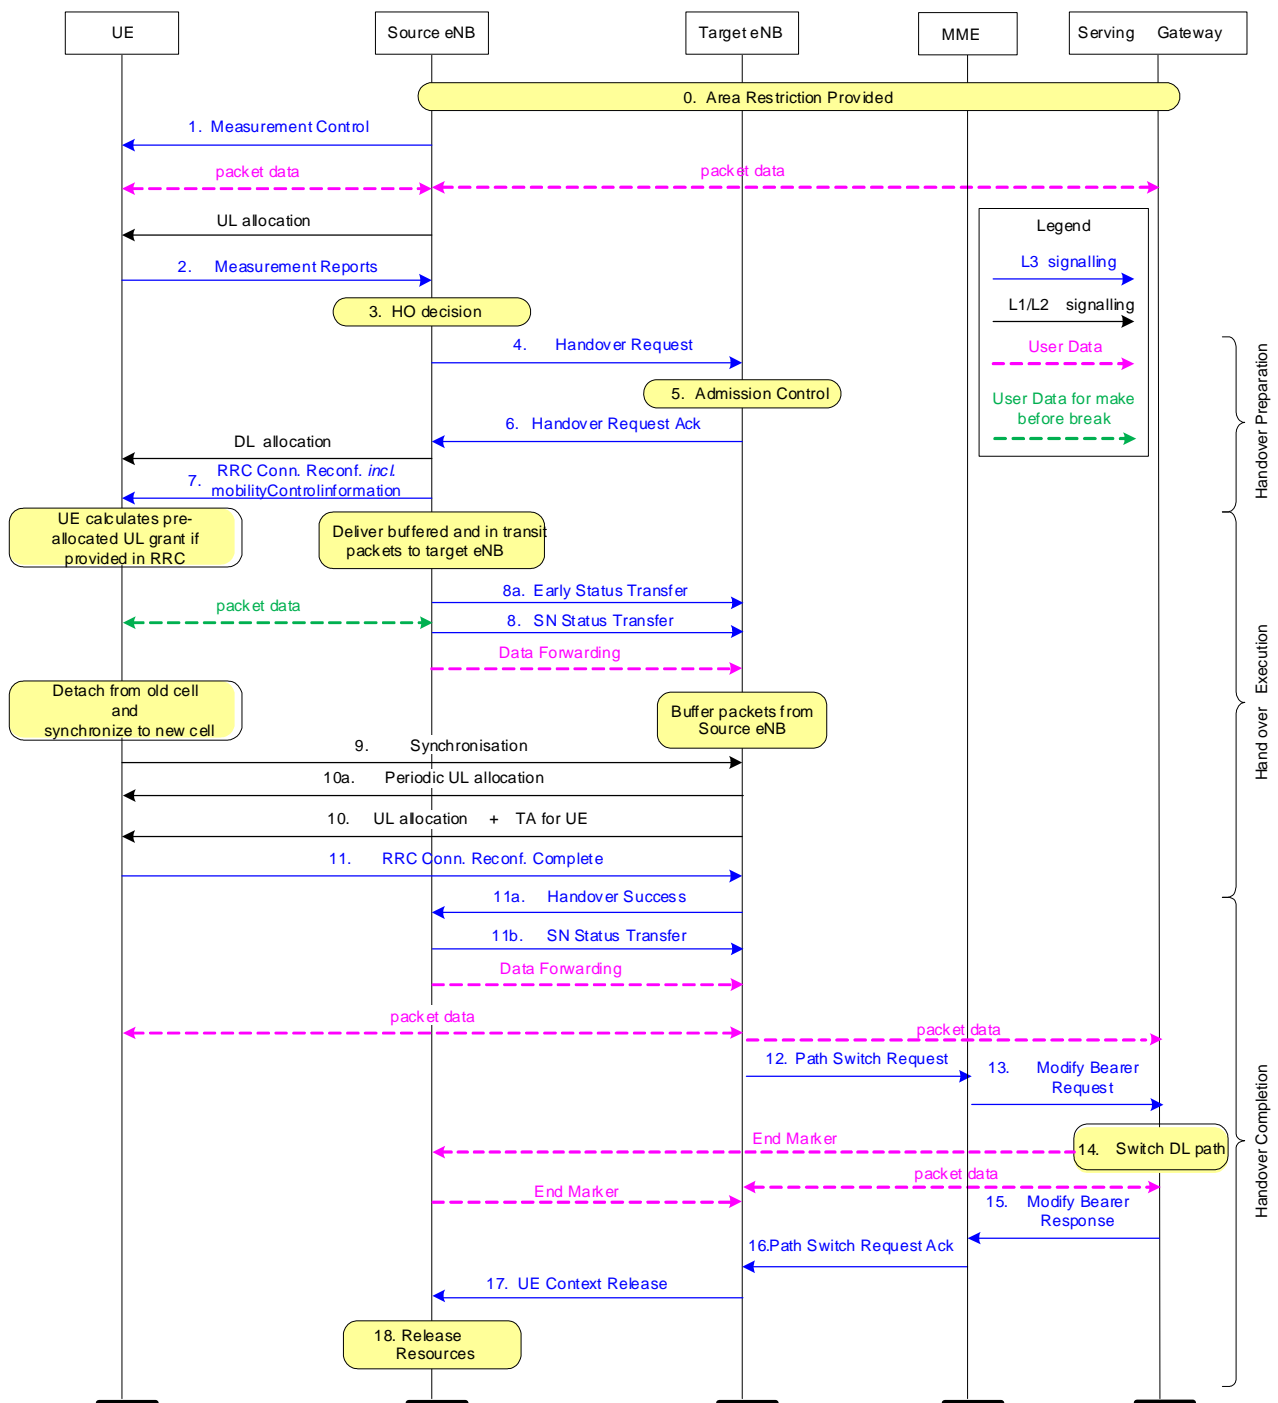 UE
Source eNB
Target eNB
MME
Serving Gateway
0. Area Restriction Provided
1. Measurement Control
packet data
packet data
UL allocation
Legend
2. Measurement Reports
L3 signalling
3. HO decision
L1/L2 signalling
4. Handover Request
User Data
5. Admission Control
User Data for make
before break
6. Handover Request Ack
DL allocation
7. RRC Conn. Reconf. incl.
mobilityControlinformation
Handover Preparation
UE calculates pre-
allocated UL grant if
provided in RRC
Deliver buffered and in transit
packets to target eNB
8a. Early Status Transfer
packet data
8. SN Status Transfer
Data Forwarding
Detach from old cell
and
synchronize to new cell
Buffer packets from
Source eNB
Hand over Execution
9. Synchronisation
10a. Periodic UL allocation
10. UL allocation + TA for UE
11. RRC Conn. Reconf. Complete
11a. Handover Success
11b. SN Status Transfer
Data Forwarding
packet data
packet data
12. Path Switch Request
13. Modify Bearer
Request
End Marker
14. Switch DL path
packet data
End Marker
15. Modify Bearer
Response
16.Path Switch Request Ack
17. UE Context Release
18. Release
Resources
Handover Completion